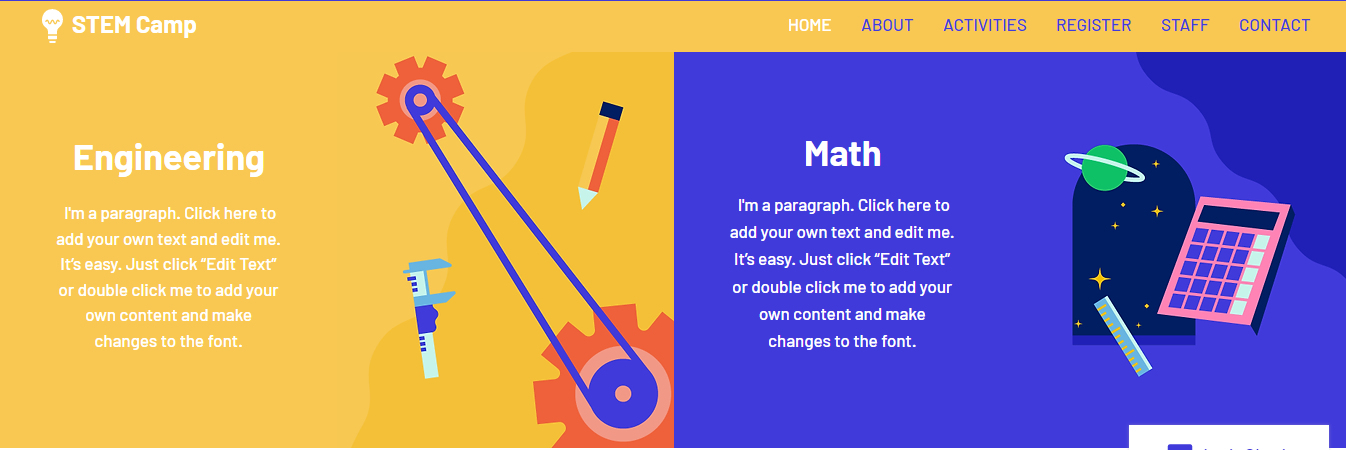 STEM Camp
HOME ABOUT ACTIVITIES REGISTER STAFF CONTACT
Engineering
I'm a paragraph. Click here to
add your own text and edit me.
It's easy. Just click “Edit Text”
or double click me to add your
own content and make
changes to the font.
Math
I'm a paragraph. Click here to
add your own text and edit me.
It's easy. Just click “Edit Text”
or double click me to add your
own content and make
changes to the font.